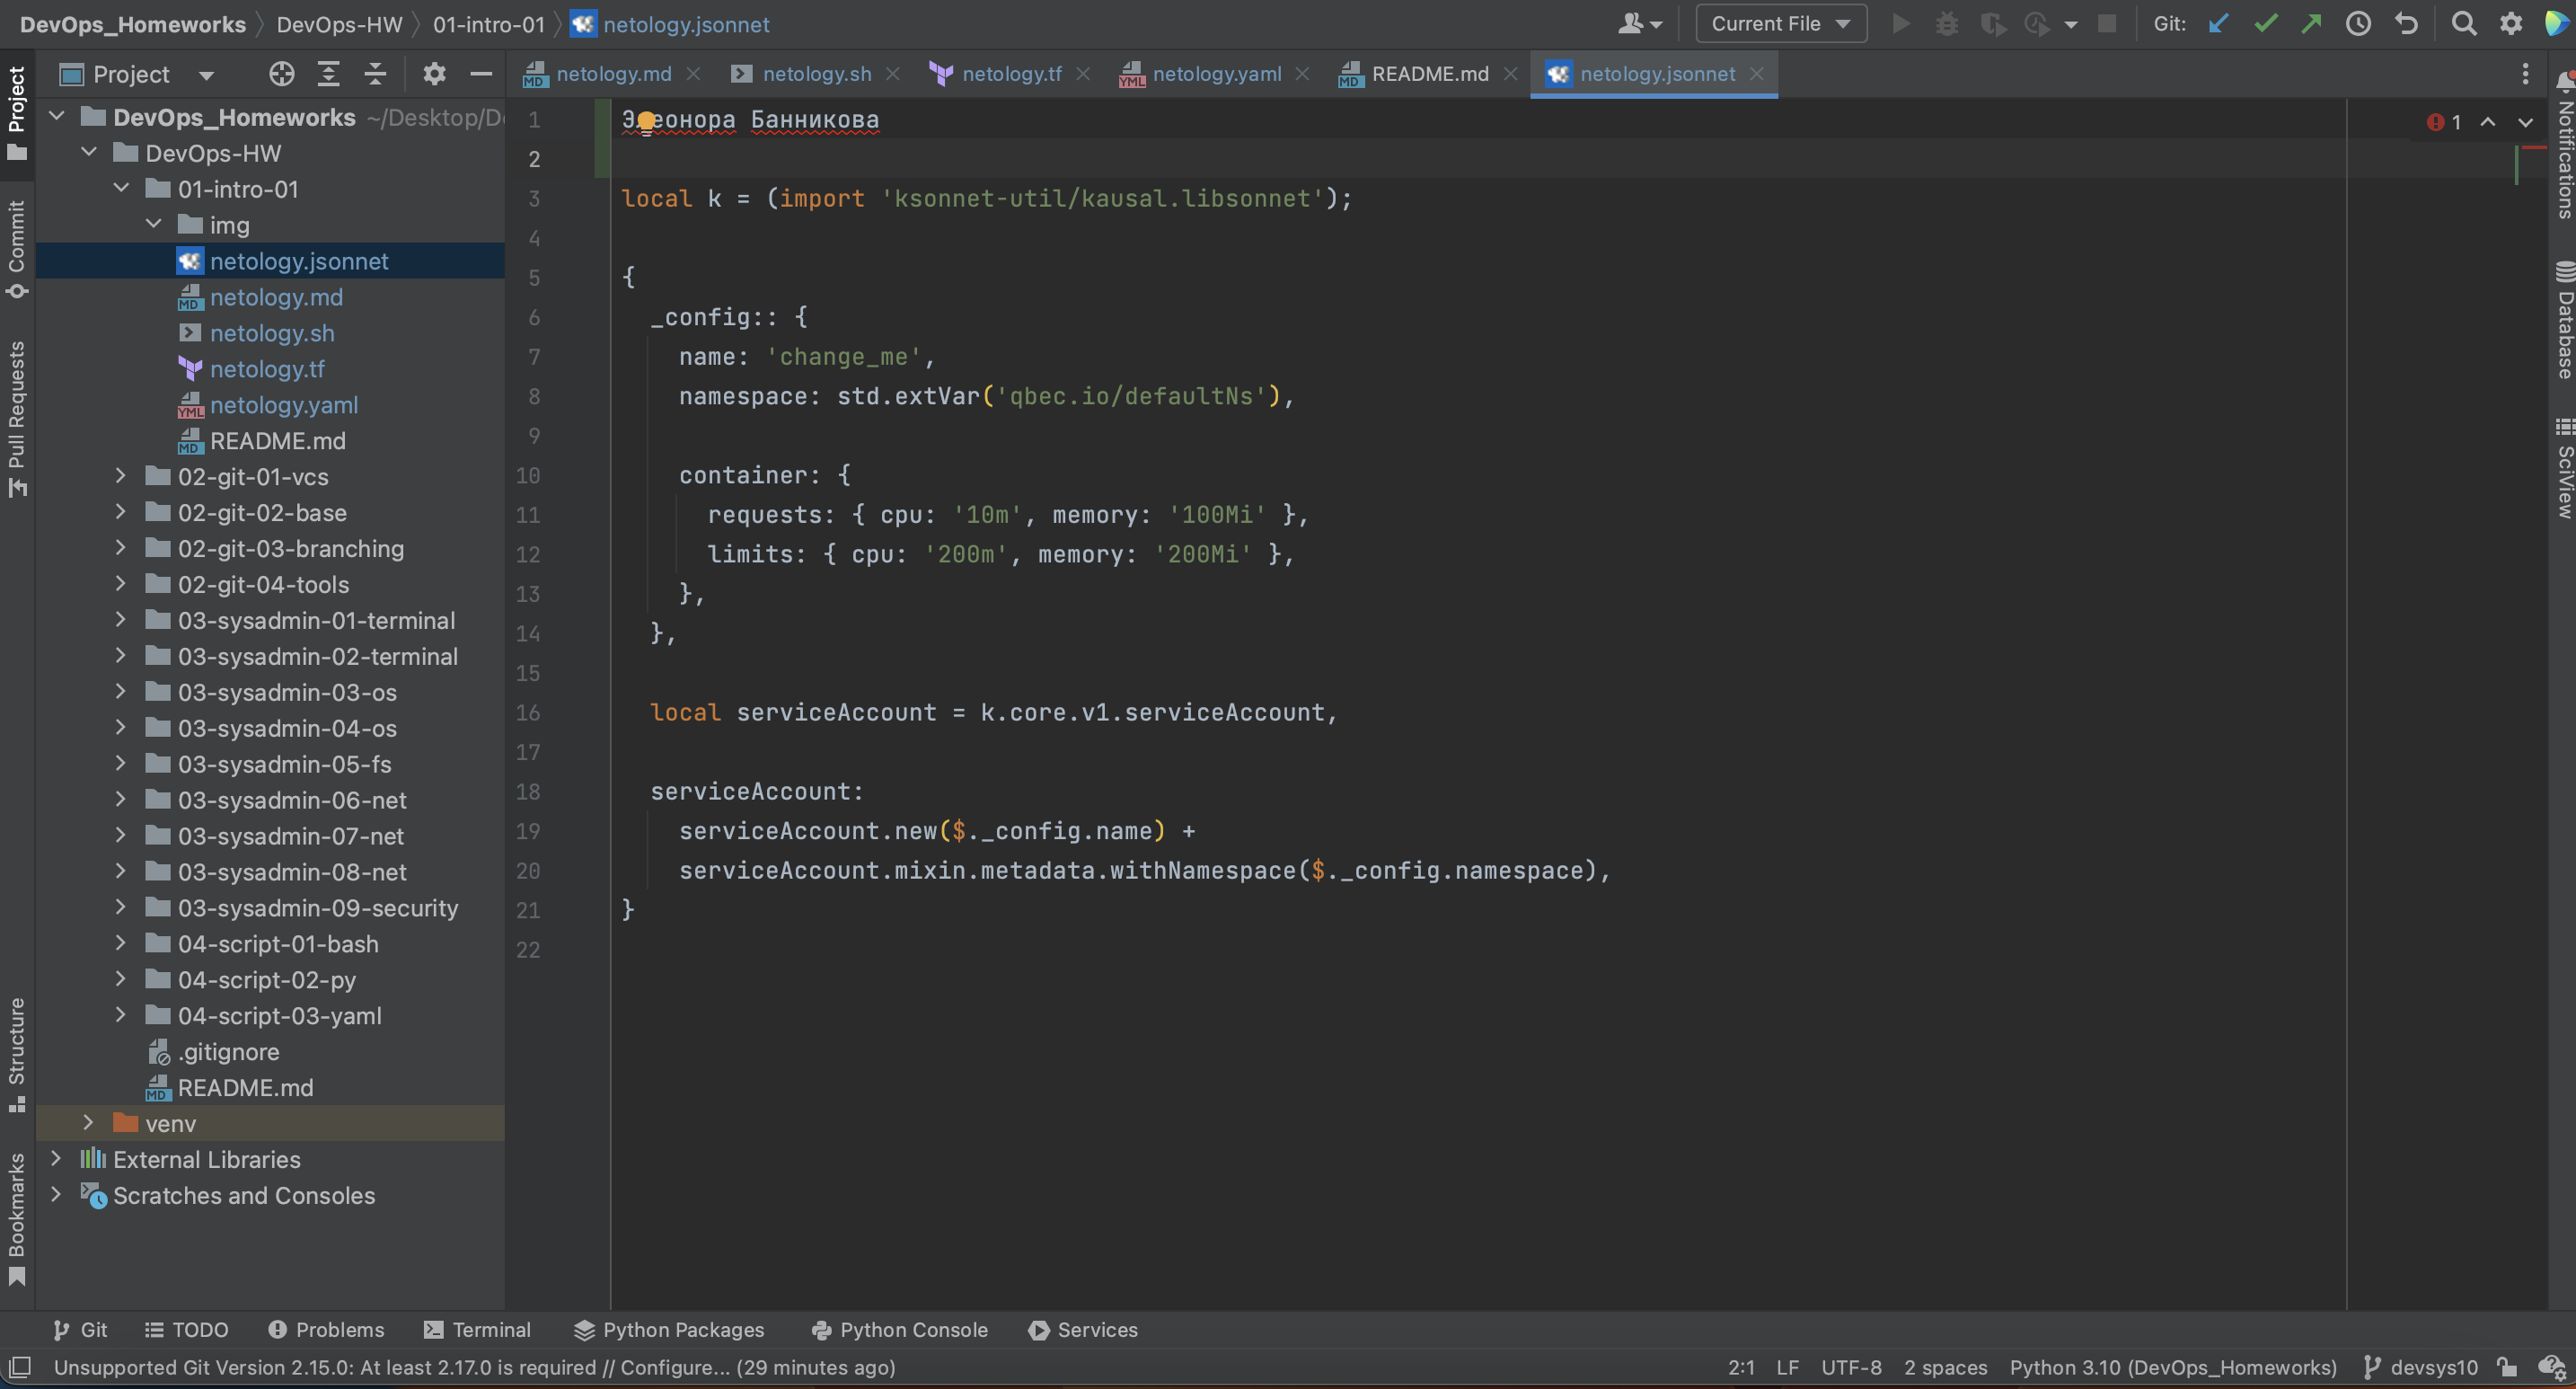 DevOps_Homeworks DevOps-HW 01-intro-01 netology.jsonnet Current File Git:
Project
netology.md netology.sh netology.tf netology.yaml README.md netology.jsonnet
DevOps_Homeworks ~/Desktop/D
DevOps-HW
01-intro-01
img
netology.jsonnet
netology.md
netology.sh
netology.tf
netology.yaml
README.md
02-git-01-vcs
02-git-02-base
02-git-03-branching
02-git-04-tools
03-sysadmin-01-terminal
03-sysadmin-02-terminal
03-sysadmin-03-os
03-sysadmin-04-os
03-sysadmin-05-fs
03-sysadmin-06-net
03-sysadmin-07-net
03-sysadmin-08-net
03-sysadmin-09-security
04-script-01-bash
04-script-02-py
04-script-03-yaml
.gitignore
README.md
venv
External Libraries
Scratches and Consoles
Project
Commit
Pull Requests
Structure
Bookmarks
1 Элеонора Банникова
2
3 local k = (import 'ksonnet-util/kausal.libsonnet');
4
5 {
6 _config:: {
7 name: 'change_me',
8 namespace: std.extVar('qbec.io/defaultNs'),
9
10 container: {
11 requests: { cpu: '10m', memory: '100Mi' },
12 limits: { cpu: '200m', memory: '200Mi' },
13 },
14 },
15
16 local serviceAccount = k.core.v1.serviceAccount,
17
18 serviceAccount:
19 serviceAccount.new($._config.name) +
20 serviceAccount.mixin.metadata.withNamespace($._config.namespace),
21 }
22
1
Notifications
Database
SciView
Git TODO Problems Terminal Python Packages Python Console Services
Unsupported Git Version 2.15.0: At least 2.17.0 is required // Configure... (29 minutes ago) 2:1 LF UTF-8 2 spaces Python 3.10 (DevOps_Homeworks) devsys10